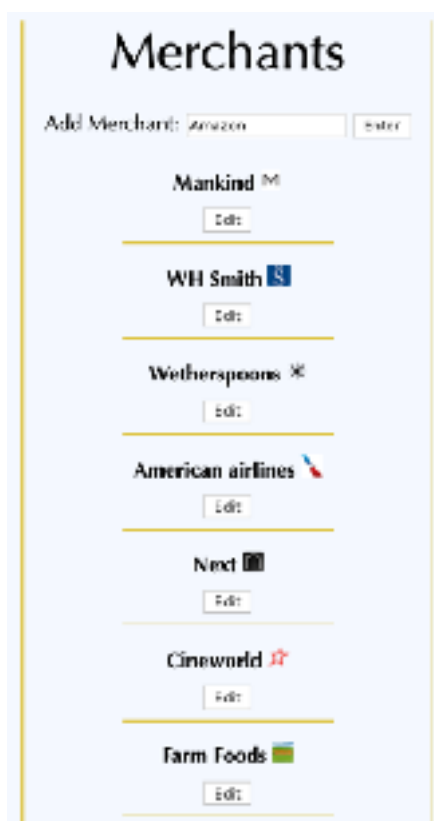 Merchants
Add Merchant: Amazon Enter
Mankind M
Edit
WH Smith
Edit
Wetherspoons
Edit
American airlines
Edit
Next
Edit
Cineworld
Edit
Farm Foods
Edit